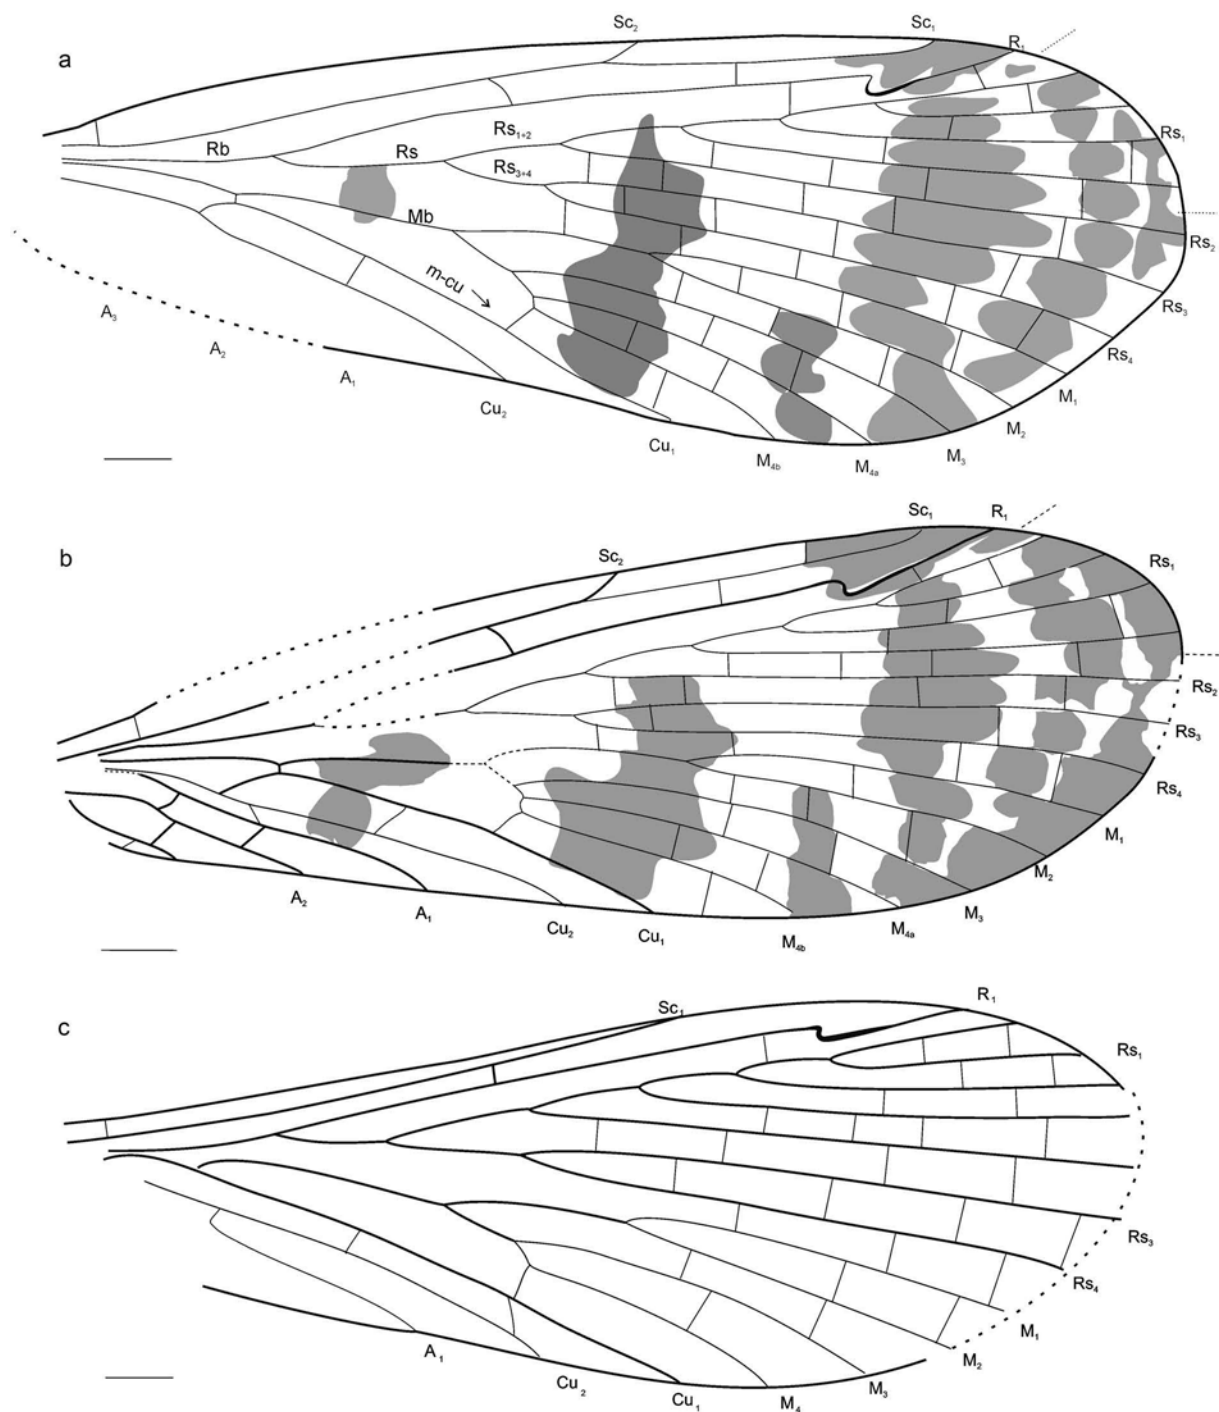 a
Sc₂
Sc₁
R₁
Rs₁
Rb
Rs
Rs₁₊₂
Rs₃₊₄
Mb
m-cu
Rs₂
Rs₃
Rs₄
M₁
M₂
M₃
M₄ₐ
M₄b
Cu₁
Cu₂
A₁
A₂
A₃
b
Sc₂
Sc₁
R₁
Rs₁
Rs₂
Rs₃
Rs₄
M₁
M₂
M₃
M₄ₐ
M₄b
Cu₁
Cu₂
A₁
A₂
c
Sc₁
R₁
Rs₁
Rs₃
Rs₄
M₁
M₂
M₃
M₄
Cu₁
Cu₂
A₁